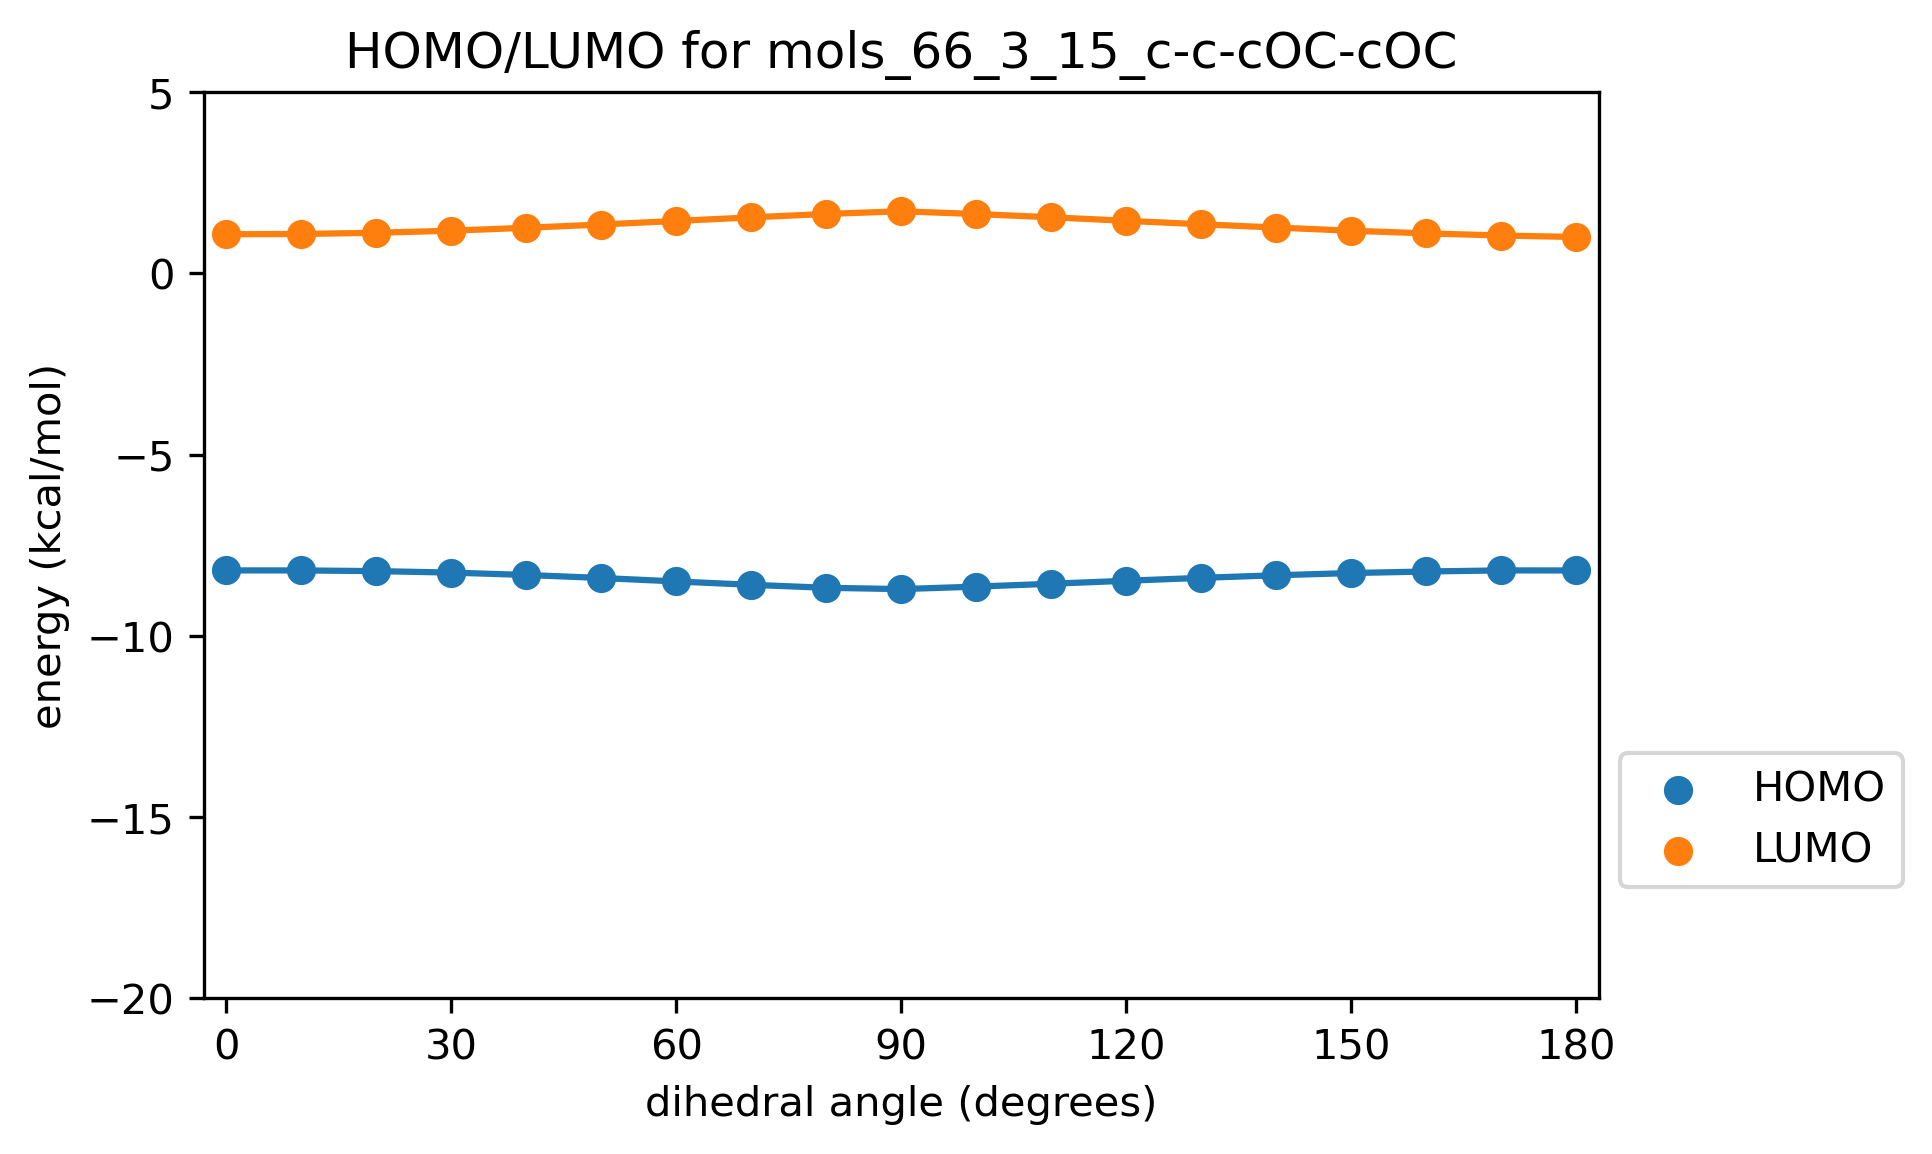 HOMO/LUMO for mols_66_3_15_c-c-cOC-cOC
5
0
−5
−10
−15
−20
energy (kcal/mol)
0 30 60 90 120 150 180
dihedral angle (degrees)
HOMO
LUMO